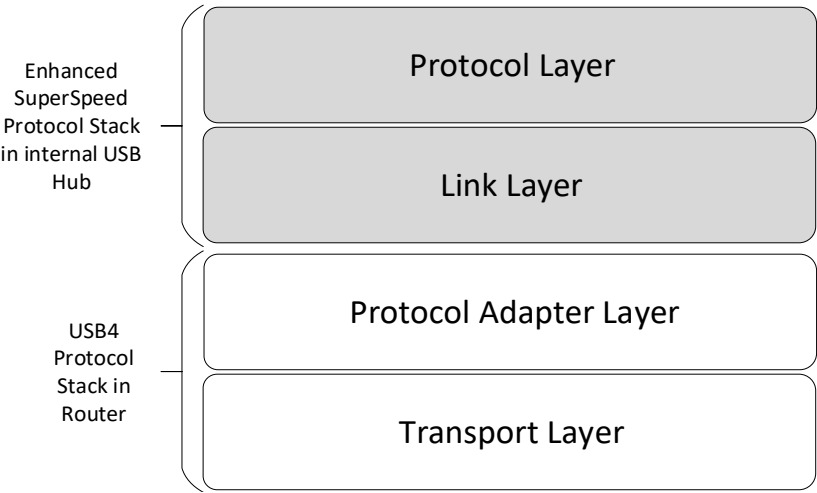 Protocol Layer
Enhanced
SuperSpeed
Protocol Stack
in internal USB
Hub
Link Layer
Protocol Adapter Layer
USB4
Protocol
Stack in
Router
Transport Layer